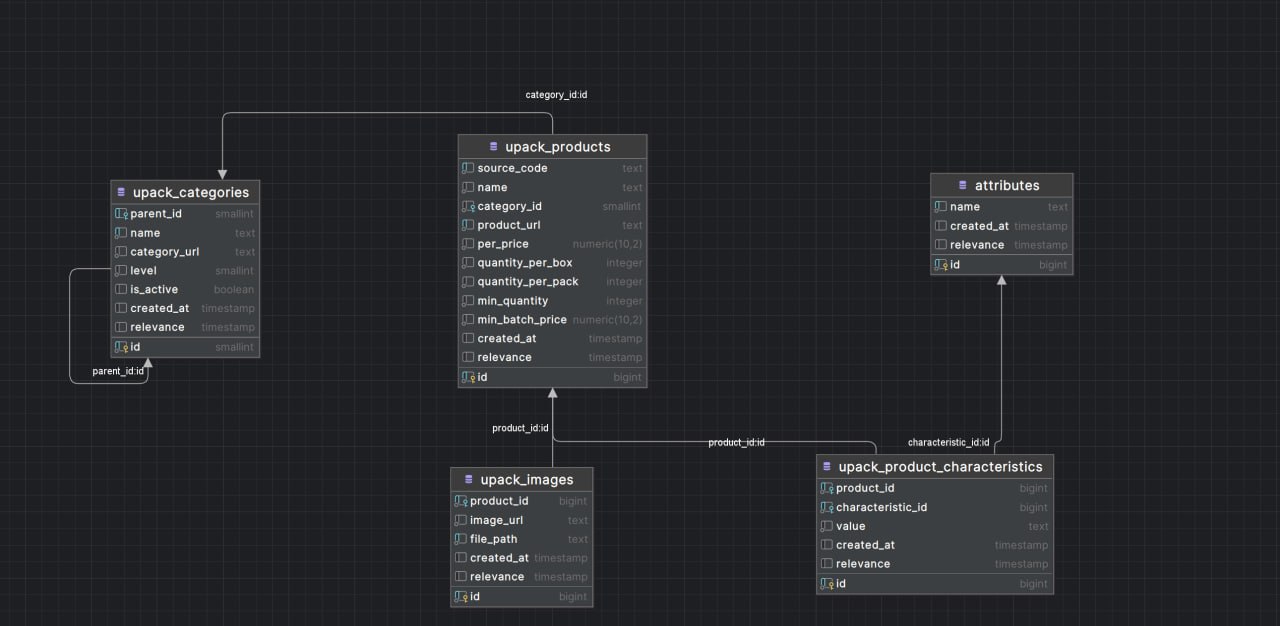 category_id:id
upack_products
source_code text
name text
category_id smallint
product_url text
per_price numeric(10,2)
quantity_per_box integer
quantity_per_pack integer
min_quantity integer
min_batch_price numeric(10,2)
created_at timestamp
relevance timestamp
id bigint
upack_categories
parent_id smallint
name text
category_url text
level smallint
is_active boolean
created_at timestamp
relevance timestamp
id smallint
parent_id:id
attributes
name text
created_at timestamp
relevance timestamp
id bigint
product_id:id
product_id:id
characteristic_id:id
upack_images
product_id bigint
image_url text
file_path text
created_at timestamp
relevance timestamp
id bigint
upack_product_characteristics
product_id bigint
characteristic_id bigint
value text
created_at timestamp
relevance timestamp
id bigint